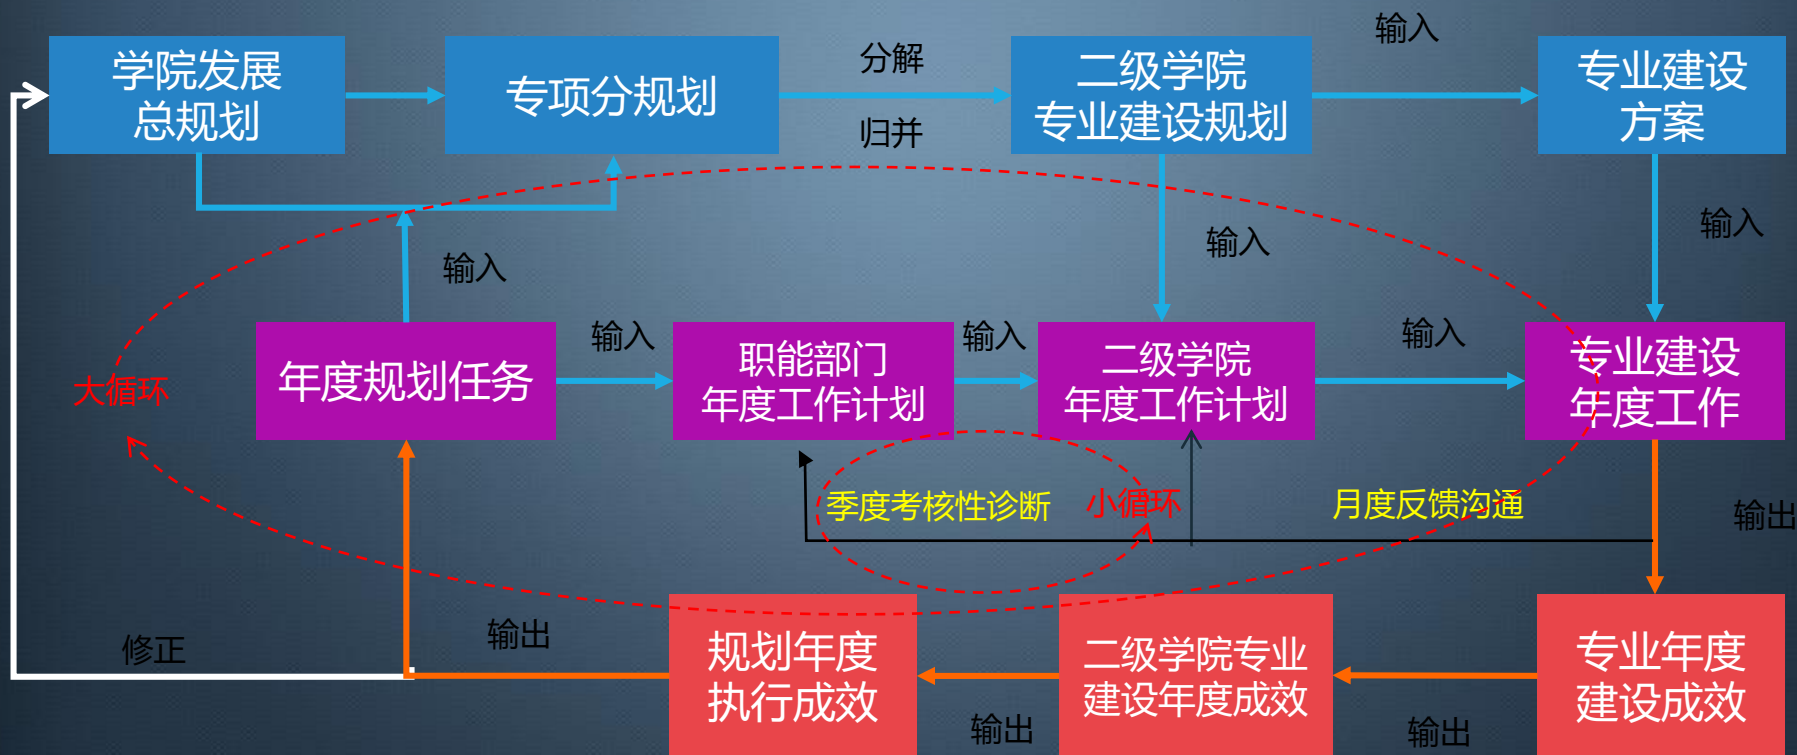 输入
学院发展
总规划
专项分规划
分解
归并
二级学院
专业建设规划
专业建设
方案
输入
输入
输入
年度规划任务
输入
职能部门
年度工作计划
输入
二级学院
年度工作计划
输入
专业建设
年度工作
大循环
季度考核性诊断
小循环
月度反馈沟通
输出
修正
输出
规划年度
执行成效
输出
二级学院专业
建设年度成效
输出
专业年度
建设成效